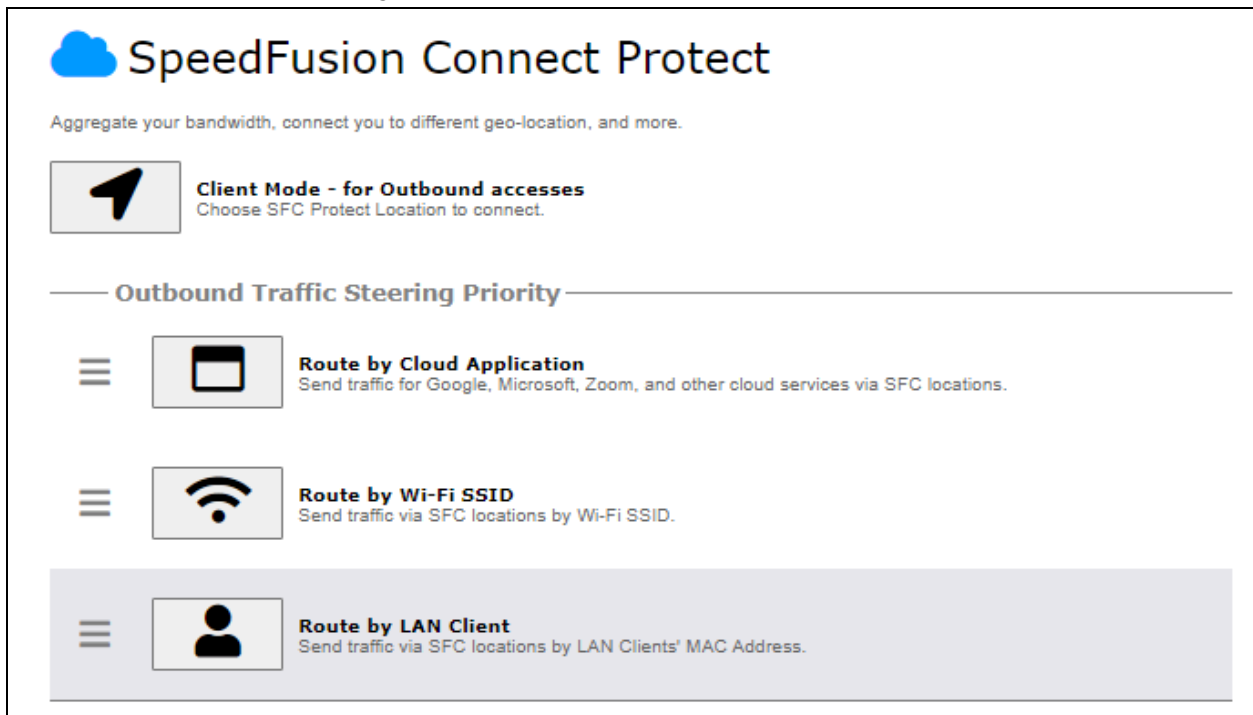 SpeedFusion Connect Protect
Aggregate your bandwidth, connect you to different geo-location, and more.
Client Mode - for Outbound accesses
Choose SFC Protect Location to connect.
Outbound Traffic Steering Priority
Route by Cloud Application
Send traffic for Google, Microsoft, Zoom, and other cloud services via SFC locations.
Route by Wi-Fi SSID
Send traffic via SFC locations by Wi-Fi SSID.
Route by LAN Client
Send traffic via SFC locations by LAN Clients' MAC Address.